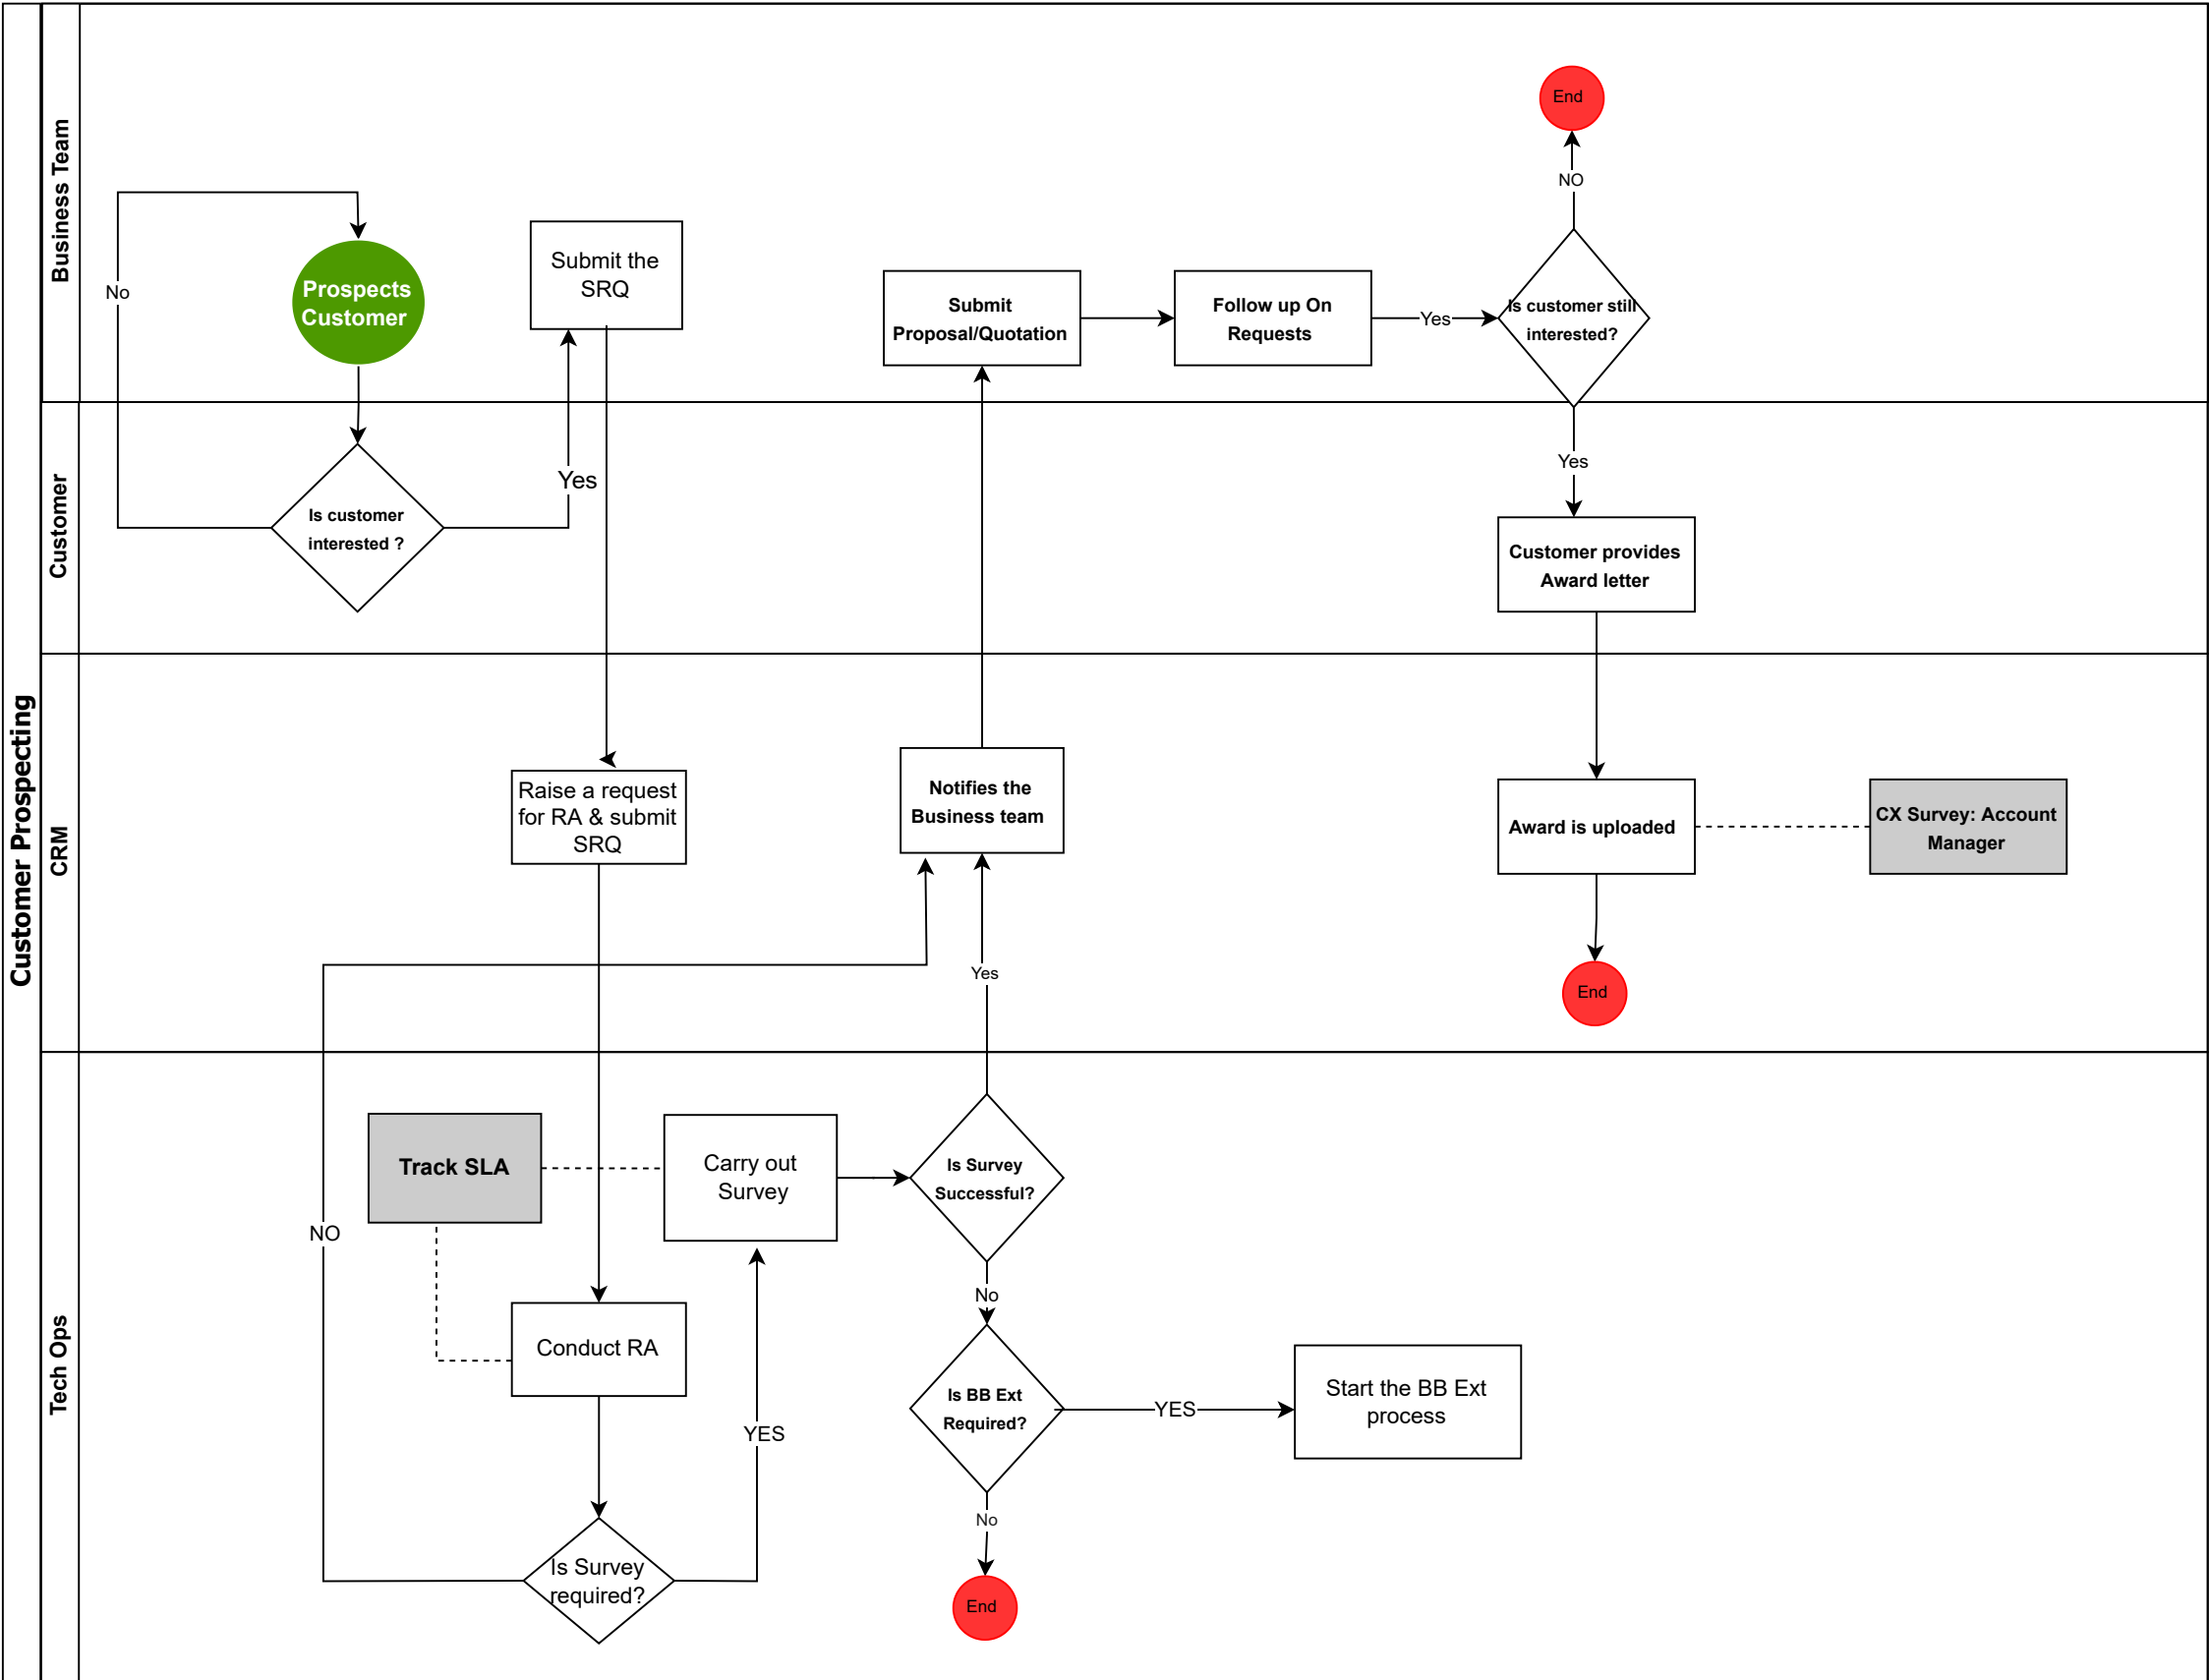 Customer Prospecting
Business Team
End
NO
No
Prospects
Customer
Submit the
SRQ
Submit
Proposal/Quotation
Follow up On
Requests
Yes
Is customer still
interested?
Customer
Is customer
interested ?
Yes
Yes
Customer provides
Award letter
CRM
Raise a request
for RA & submit
SRQ
Notifies the
Business team
Award is uploaded
CX Survey: Account
Manager
Yes
End
Tech Ops
Track SLA
Carry out
Survey
Is Survey
Successful?
NO
No
Conduct RA
Is BB Ext
Required?
YES
Start the BB Ext
process
YES
No
Is Survey
required?
End